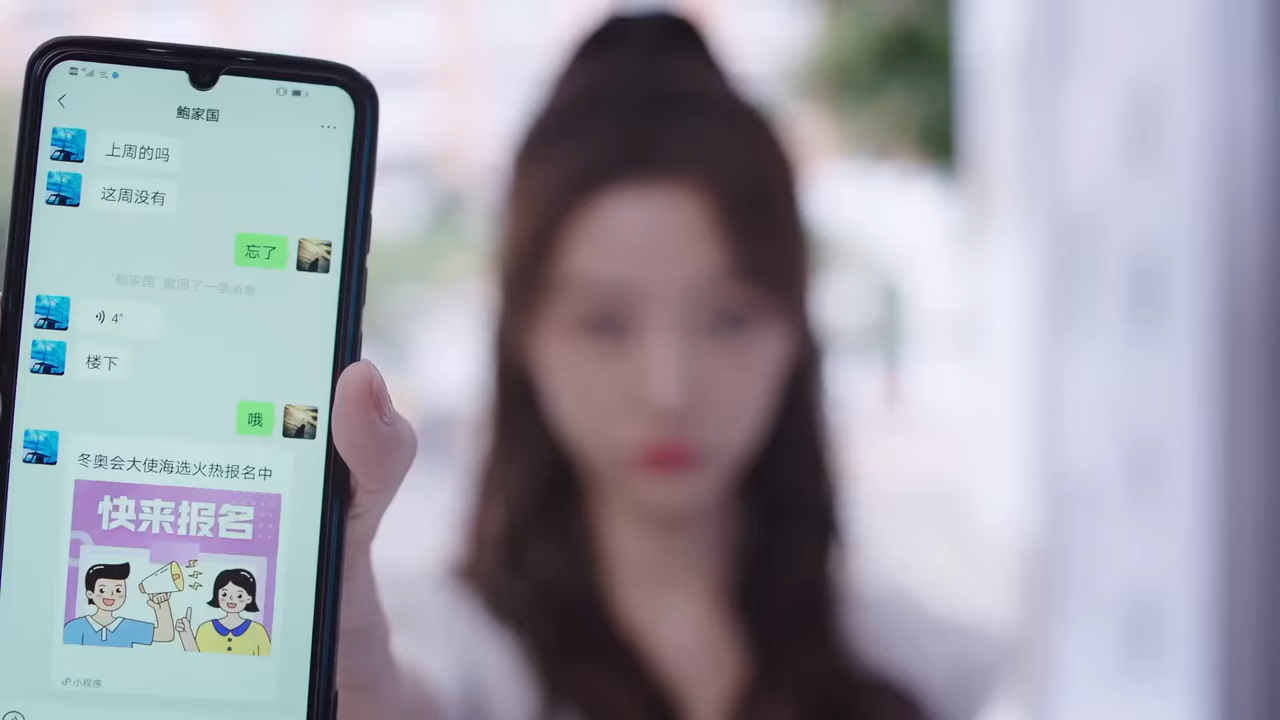 鲍家国
上周的吗
这周没有
忘了
"鲍家国" 撤回了一条消息
4"
楼下
哦
冬奥会大使海选火热报名中
快来报名
小程序